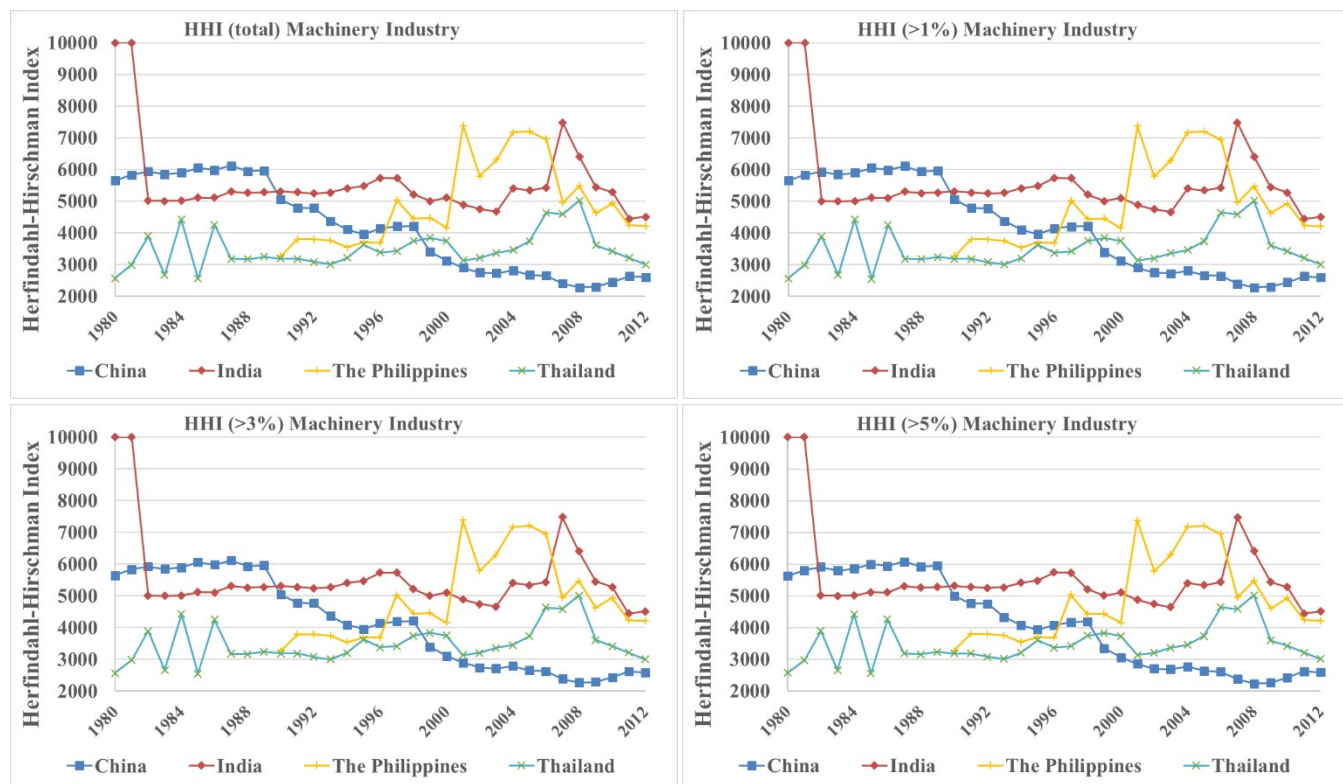 HHI (total) Machinery Industry
Herfindahl-Hirschman Index
10000
9000
8000
7000
6000
5000
4000
3000
2000
1980 1984 1988 1992 1996 2000 2004 2008 2012
China India The Philippines Thailand
HHI (>1%) Machinery Industry
Herfindahl-Hirschman Index
10000
9000
8000
7000
6000
5000
4000
3000
2000
1980 1984 1988 1992 1996 2000 2004 2008 2012
China India The Philippines Thailand
HHI (>3%) Machinery Industry
Herfindahl-Hirschman Index
10000
9000
8000
7000
6000
5000
4000
3000
2000
1980 1984 1988 1992 1996 2000 2004 2008 2012
China India The Philippines Thailand
HHI (>5%) Machinery Industry
Herfindahl-Hirschman Index
10000
9000
8000
7000
6000
5000
4000
3000
2000
1980 1984 1988 1992 1996 2000 2004 2008 2012
China India The Philippines Thailand